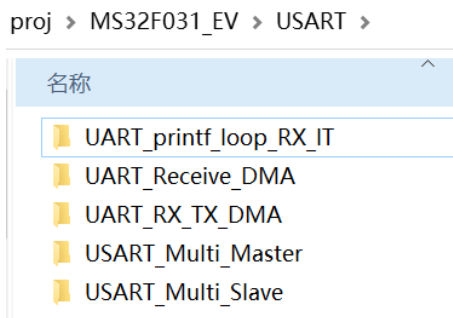 proj > MS32F031_EV > USART >
名称
UART_printf_loop_RX_IT
UART_Receive_DMA
UART_RX_TX_DMA
USART_Multi_Master
USART_Multi_Slave